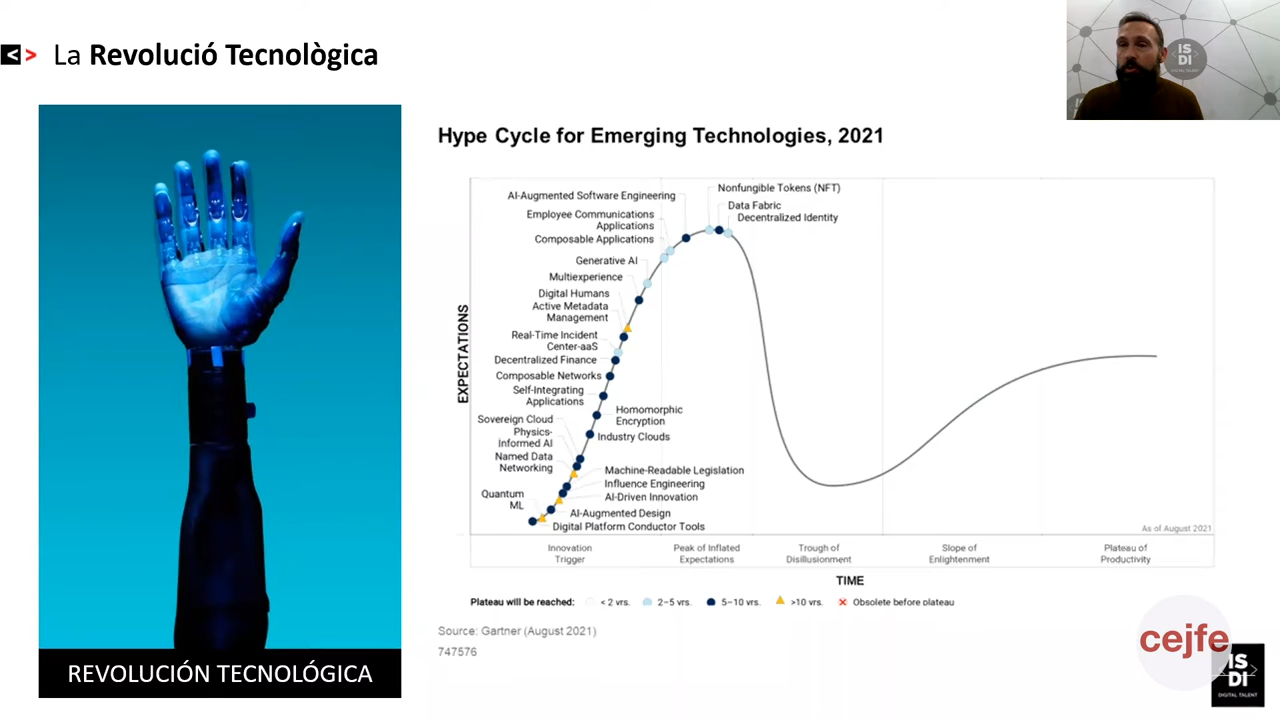 < > La Revolució Tecnològica
IS
DI
DIGITAL TALENT
REVOLUCIÓN TECNOLÓGICA
Hype Cycle for Emerging Technologies, 2021
EXPECTATIONS
AI-Augmented Software Engineering
Employee Communications
Applications
Composable Applications
Generative AI
Multiexperience
Digital Humans
Active Metadata
Management
Real-Time Incident
Center-aaS
Decentralized Finance
Composable Networks
Self-Integrating
Applications
Sovereign Cloud
Physics-
Informed AI
Named Data
Networking
Quantum
ML
Nonfungible Tokens (NFT)
Data Fabric
Decentralized Identity
Homomorphic
Encryption
Industry Clouds
Machine-Readable Legislation
Influence Engineering
AI-Driven Innovation
AI-Augmented Design
Digital Platform Conductor Tools
As of August 2021
Innovation
Trigger
Peak of Inflated
Expectations
Trough of
Disillusionment
Slope of
Enlightenment
Plateau of
Productivity
TIME
Plateau will be reached: < 2 yrs. 2–5 yrs. 5–10 yrs. >10 yrs. Obsolete before plateau
Source: Gartner (August 2021)
747576
cejfe
IS
DI
DIGITAL TALENT